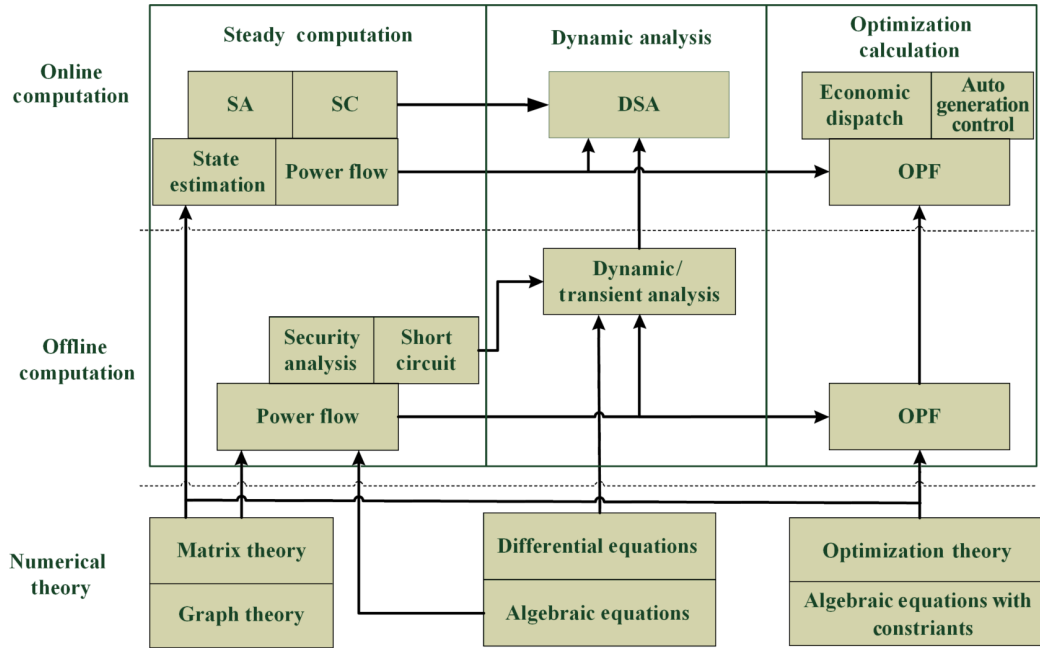 Steady computation
Dynamic analysis
Optimization
calculation
Online
computation
SA
SC
DSA
Economic
dispatch
Auto
generation
control
State
estimation
Power flow
OPF
Dynamic/
transient analysis
Offline
computation
Security
analysis
Short
circuit
Power flow
OPF
Numerical
theory
Matrix theory
Graph theory
Differential equations
Algebraic equations
Optimization theory
Algebraic equations with
constriants